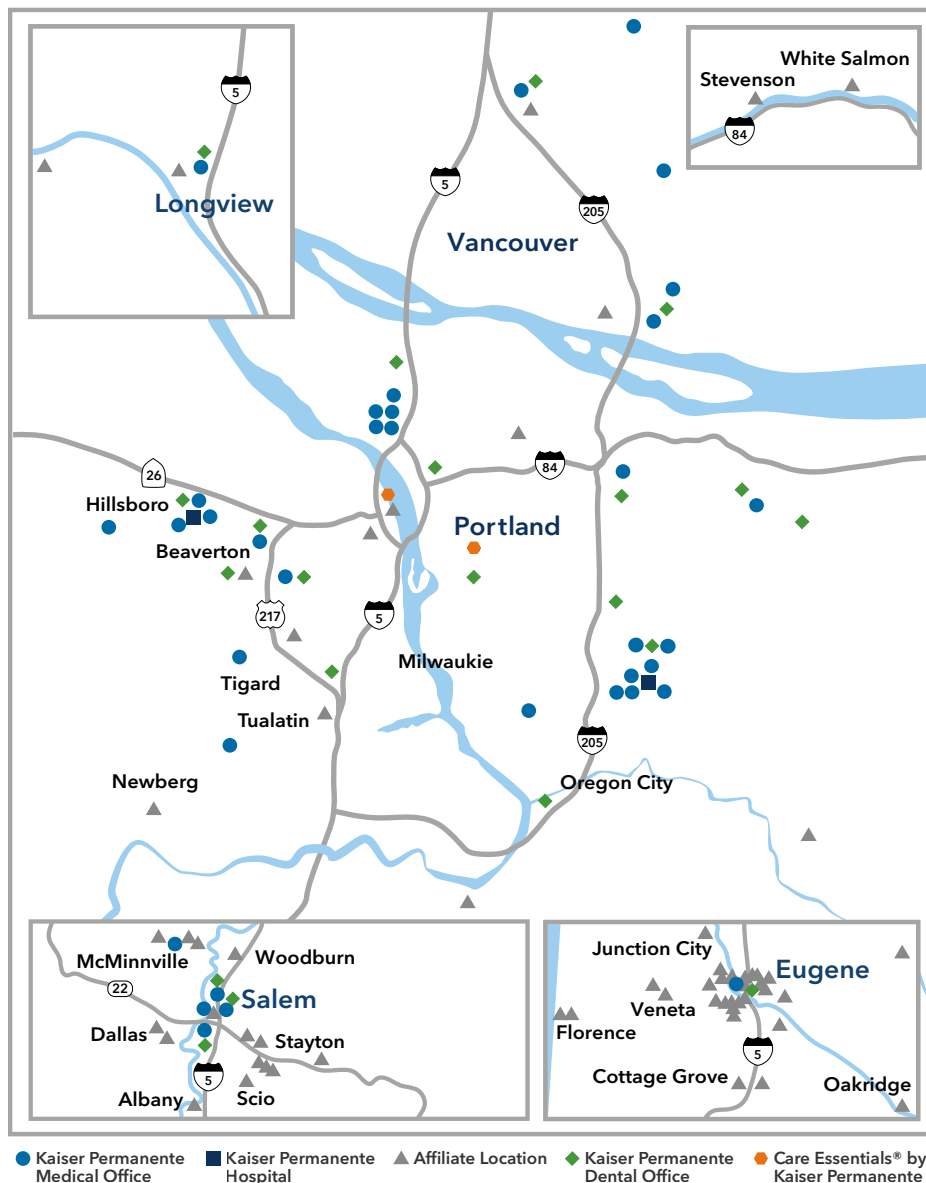 5
Longview
White Salmon
Stevenson
84
5
205
Vancouver
26
84
Hillsboro
Portland
Beaverton
217
5
Milwaukie
Tigard
Tualatin
205
Newberg
Oregon City
McMinnville
Woodburn
22
Salem
Dallas
Stayton
5
Albany
Scio
Junction City
Eugene
Veneta
Florence
5
Cottage Grove
Oakridge
Kaiser Permanente
Medical Office
Kaiser Permanente
Hospital
Affiliate Location
Kaiser Permanente
Dental Office
Care Essentials® by
Kaiser Permanente